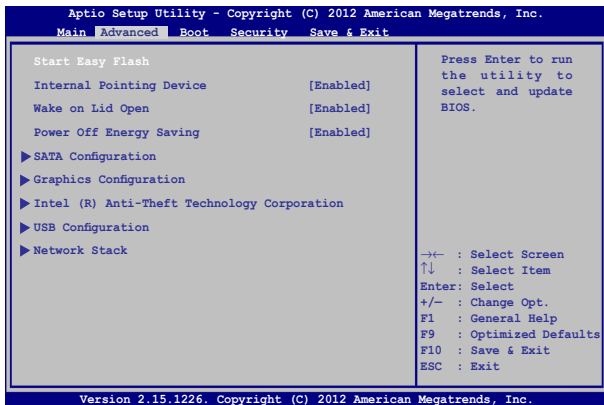 Aptio Setup Utility - Copyright (C) 2012 American Megatrends, Inc.
Main Advanced Boot Security Save & Exit
Start Easy Flash
Internal Pointing Device [Enabled]
Wake on Lid Open [Enabled]
Power Off Energy Saving [Enabled]
SATA Configuration
Graphics Configuration
Intel (R) Anti-Theft Technology Corporation
USB Configuration
Network Stack
Press Enter to run
the utility to
select and update
BIOS.
→← : Select Screen
↑↓ : Select Item
Enter: Select
+/— : Change Opt.
F1 : General Help
F9 : Optimized Defaults
F10 : Save & Exit
ESC : Exit
Version 2.15.1226. Copyright (C) 2012 American Megatrends, Inc.